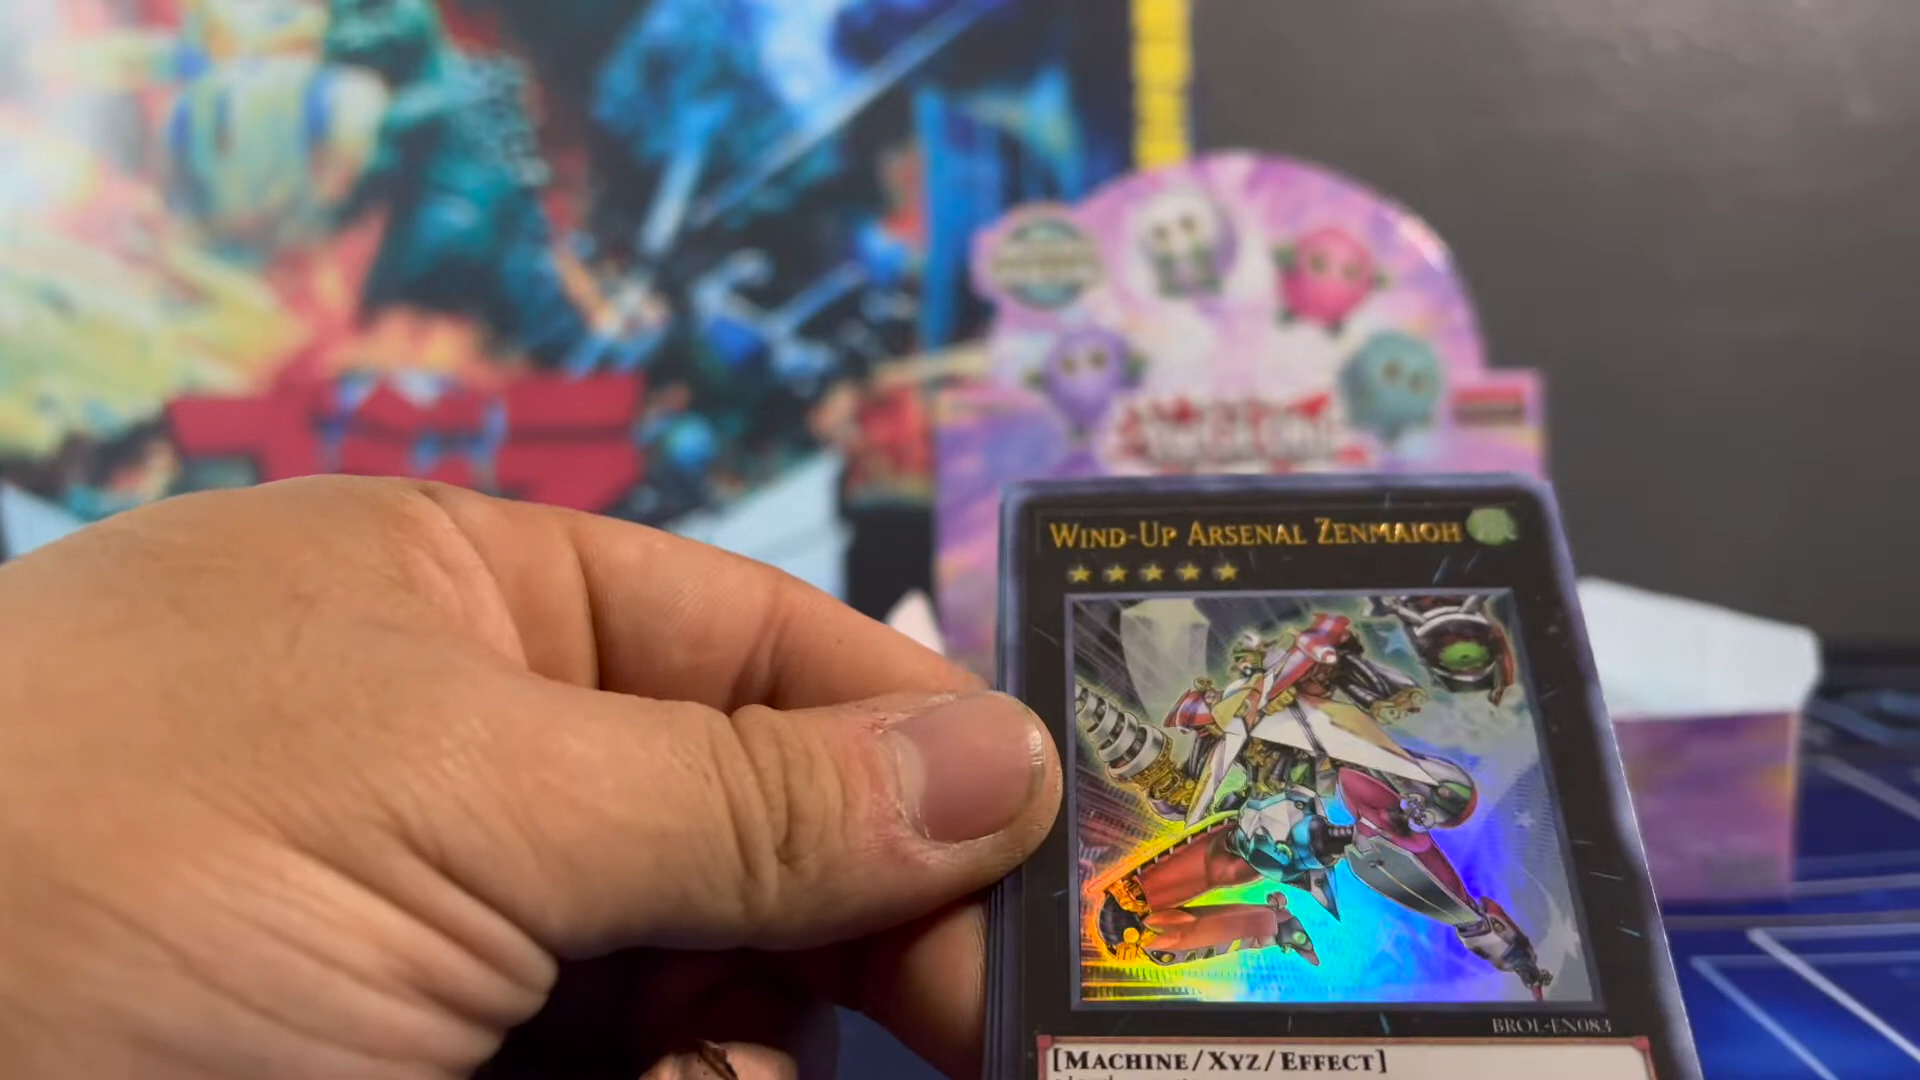 WIND-UP ARSENAL ZENMAIOH
BROL-EN083
[MACHINE/XYZ/EFFECT]